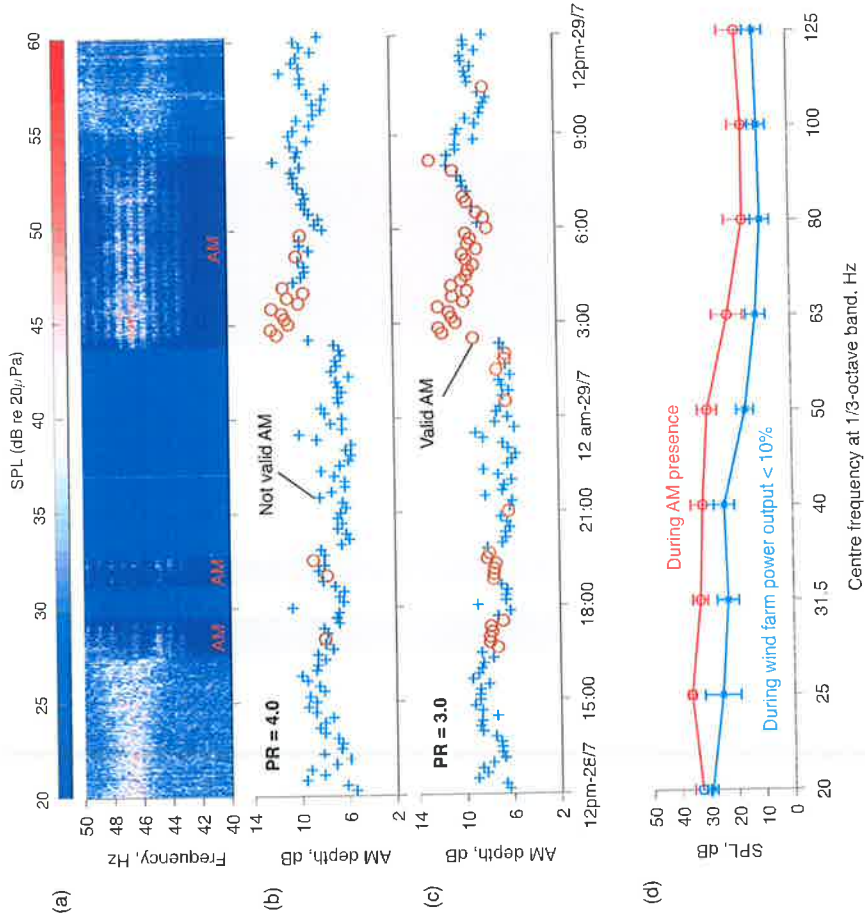 SPL (dB re 20μPa)
20 25 30 35 40 45 50 55 60
(a)
Frequency, Hz
50
48
46
44
42
40
AM
AM
AM
(b)
AM depth, dB
14
10
6
2
PR = 4.0
Not valid AM
(c)
AM depth, dB
14
10
6
2
PR = 3.0
Valid AM
12pm-28/7 15:00 18:00 21:00 12 am-29/7 3:00 6:00 9:00 12pm-29/7
(d)
SPL, dB
50
40
30
20
10
0
During AM presence
During wind farm power output < 10%
20 25 31.5 40 50 63 80 100 125
Centre frequency at 1/3-octave band, Hz